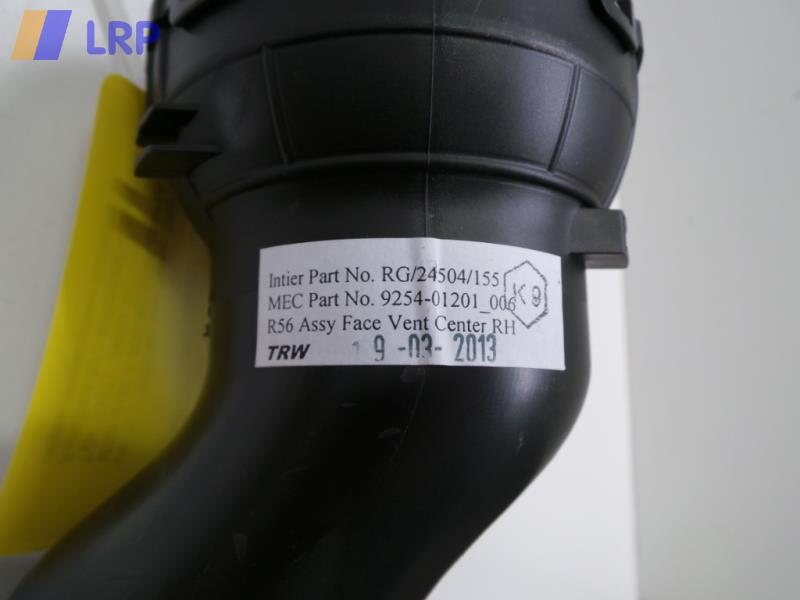 LRP
Intier Part No. RG/24504/155
MEC Part No. 9254-01201_006
K9
R56 Assy Face Vent Center RH
TRW 19-03-2013